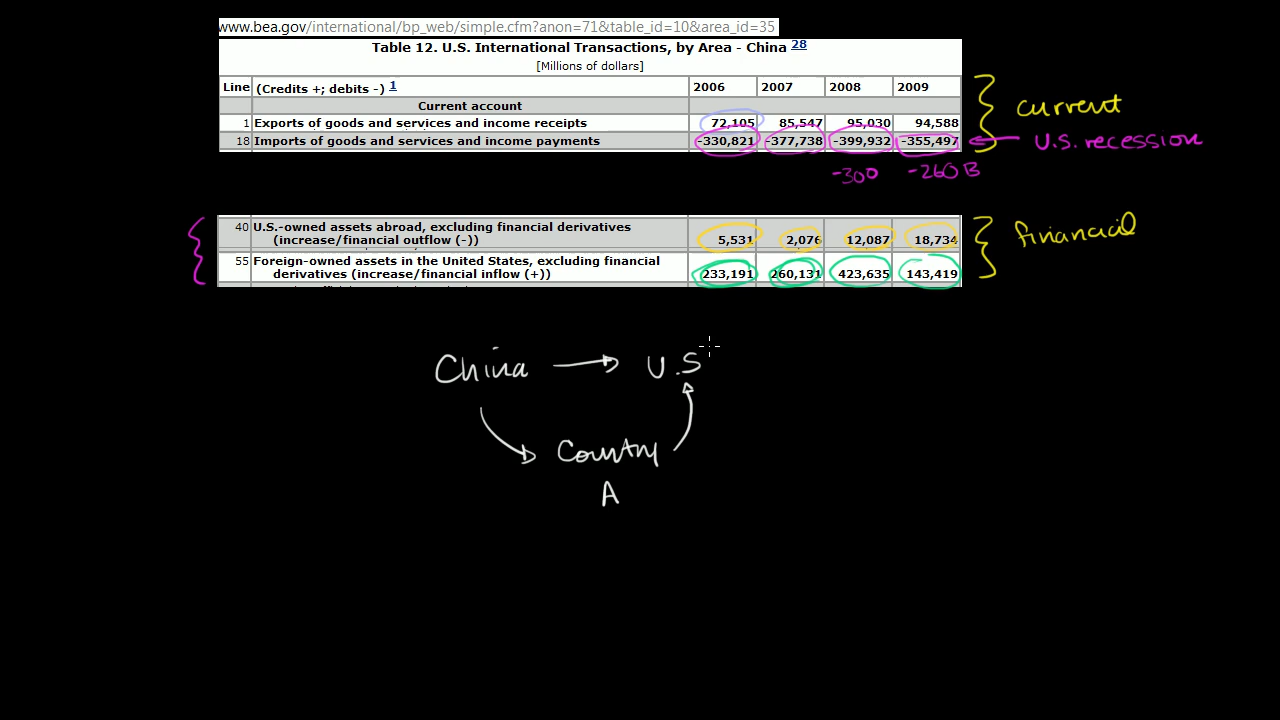 www.bea.gov/international/bp_web/simple.cfm?anon=71&table_id=10&area_id=35
Table 12. U.S. International Transactions, by Area - China 28
[Millions of dollars]
Line (Credits +; debits -) 1 2006 2007 2008 2009
Current account
1 Exports of goods and services and income receipts 72,105 85,547 95,030 94,588
18 Imports of goods and services and income payments -330,821 -377,738 -399,932 -355,497
current
U.S. recession
-300 -260B
40 U.S.-owned assets abroad, excluding financial derivatives
(increase/financial outflow (-)) 5,531 2,076 12,087 18,734
55 Foreign-owned assets in the United States, excluding financial
derivatives (increase/financial inflow (+)) 233,191 260,131 423,635 143,419
financial
China U.S
Country
A